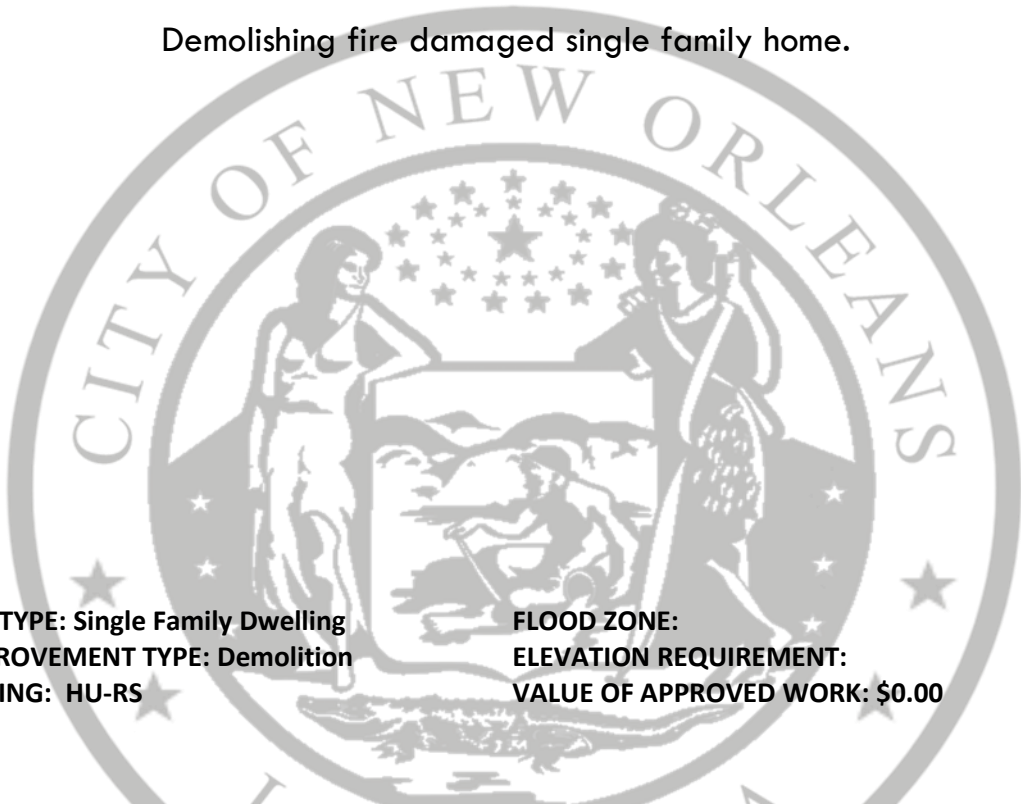 Demolishing fire damaged single family home.
CITY OF NEW ORLEANS
TYPE: Single Family Dwelling
ROVEMENT TYPE: Demolition
ING: HU-RS
FLOOD ZONE:
ELEVATION REQUIREMENT:
VALUE OF APPROVED WORK: $0.00